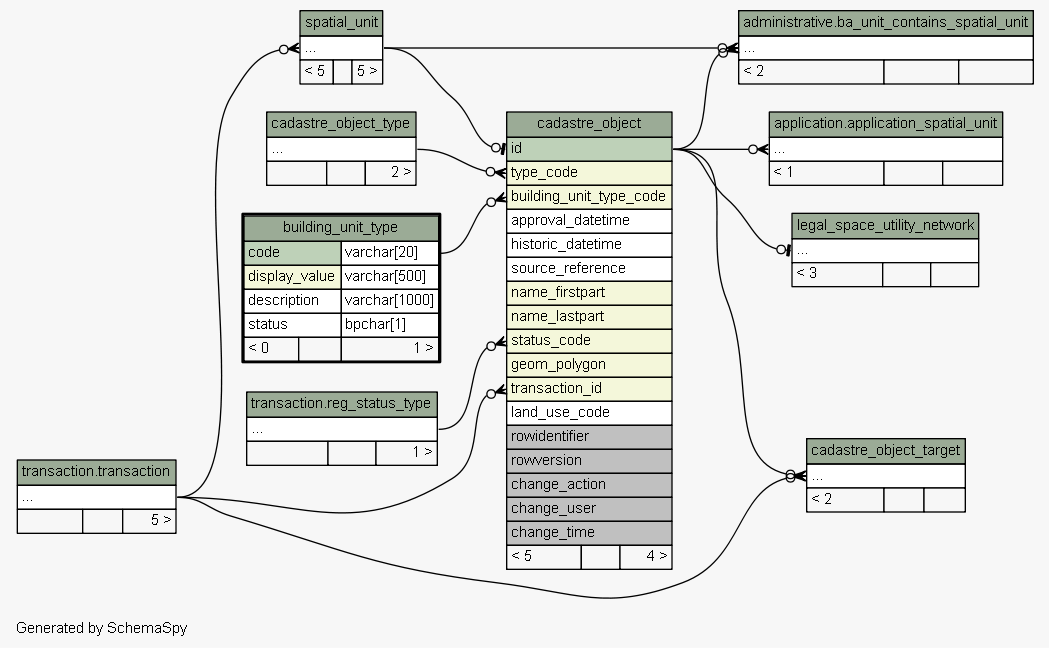 spatial_unit
...
< 5 5 >
administrative.ba_unit_contains_spatial_unit
...
< 2
cadastre_object_type
...
2 >
cadastre_object
id
type_code
building_unit_type_code
approval_datetime
historic_datetime
source_reference
name_firstpart
name_lastpart
status_code
geom_polygon
transaction_id
land_use_code
rowidentifier
rowversion
change_action
change_user
change_time
< 5 4 >
application.application_spatial_unit
...
< 1
building_unit_type
code varchar[20]
display_value varchar[500]
description varchar[1000]
status bpchar[1]
< 0 1 >
legal_space_utility_network
...
< 3
transaction.reg_status_type
...
1 >
transaction.transaction
...
5 >
cadastre_object_target
...
< 2
Generated by SchemaSpy